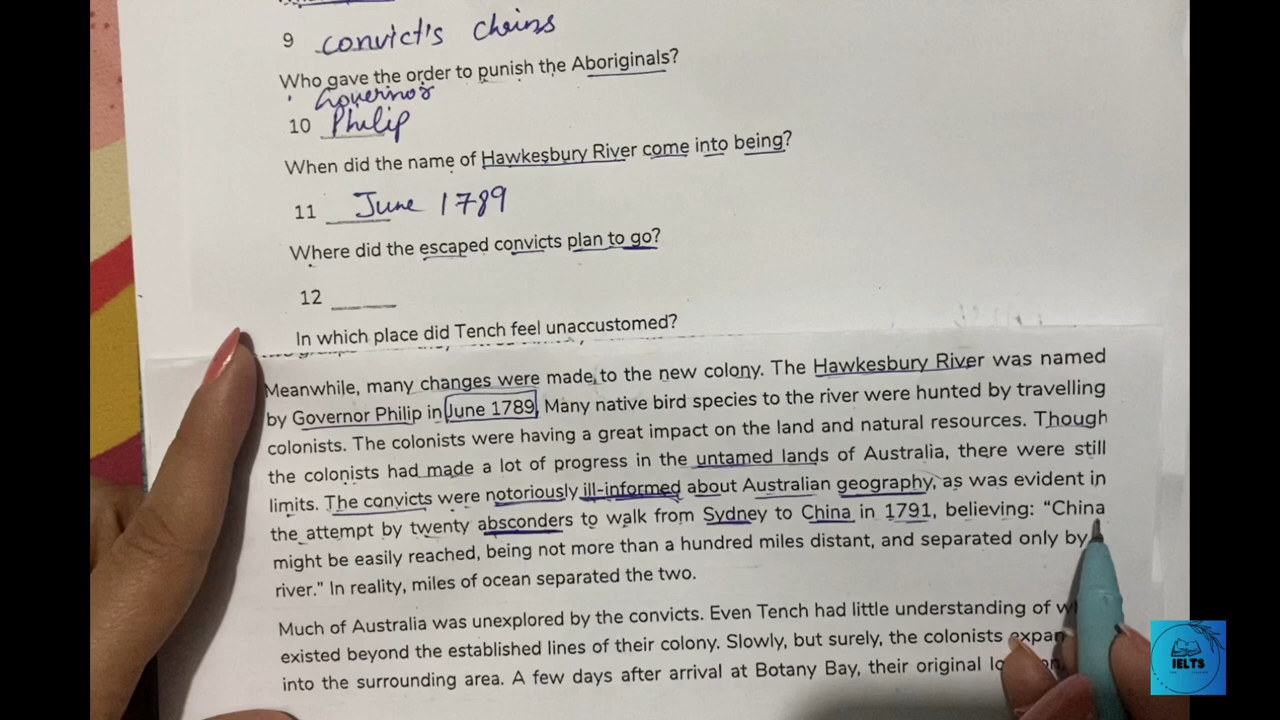 9 convict's chains
Who gave the order to punish the Aboriginals?
Governor
10 Philip
When did the name of Hawkesbury River come into being?
11 June 1789
Where did the escaped convicts plan to go?
12 ____
In which place did Tench feel unaccustomed?
Meanwhile, many changes were made to the new colony. The Hawkesbury River was named
by Governor Philip in June 1789. Many native bird species to the river were hunted by travelling
colonists. The colonists were having a great impact on the land and natural resources. Though
the colonists had made a lot of progress in the untamed lands of Australia, there were still
limits. The convicts were notoriously ill-informed about Australian geography, as was evident in
the attempt by twenty absconders to walk from Sydney to China in 1791, believing: “China
might be easily reached, being not more than a hundred miles distant, and separated only by
river.” In reality, miles of ocean separated the two.
Much of Australia was unexplored by the convicts. Even Tench had little understanding of
existed beyond the established lines of their colony. Slowly, but surely, the colonists
into the surrounding area. A few days after arrival at Botany Bay, their original
IELTS